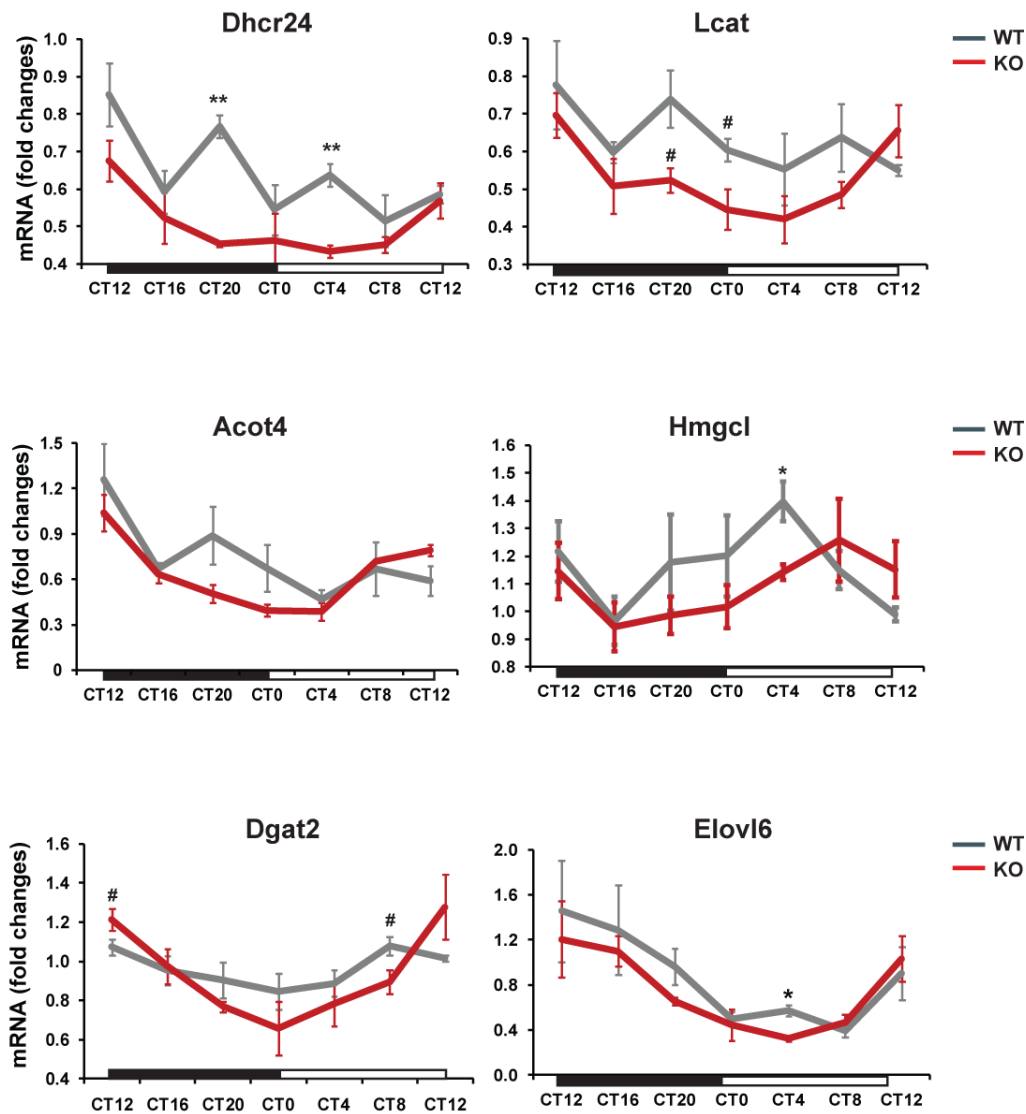 Dhcr24
mRNA (fold changes)
1.0
0.9
0.8
0.7
0.6
0.5
0.4
**
**
CT12 CT16 CT20 CT0 CT4 CT8 CT12
Lcat
0.9
0.8
0.7
0.6
0.5
0.4
0.3
#
#
CT12 CT16 CT20 CT0 CT4 CT8 CT12
WT
KO
Acot4
mRNA (fold changes)
1.5
1.2
0.9
0.6
0.3
0
CT12 CT16 CT20 CT0 CT4 CT8 CT12
Hmgcl
1.6
1.5
1.4
1.3
1.2
1.1
1.0
0.9
0.8
*
CT12 CT16 CT20 CT0 CT4 CT8 CT12
WT
KO
Dgat2
mRNA (fold changes)
1.6
1.4
1.2
1.0
0.8
0.6
0.4
#
#
CT12 CT16 CT20 CT0 CT4 CT8 CT12
Elovl6
2.0
1.6
1.2
0.8
0.4
0.0
*
CT12 CT16 CT20 CT0 CT4 CT8 CT12
WT
KO